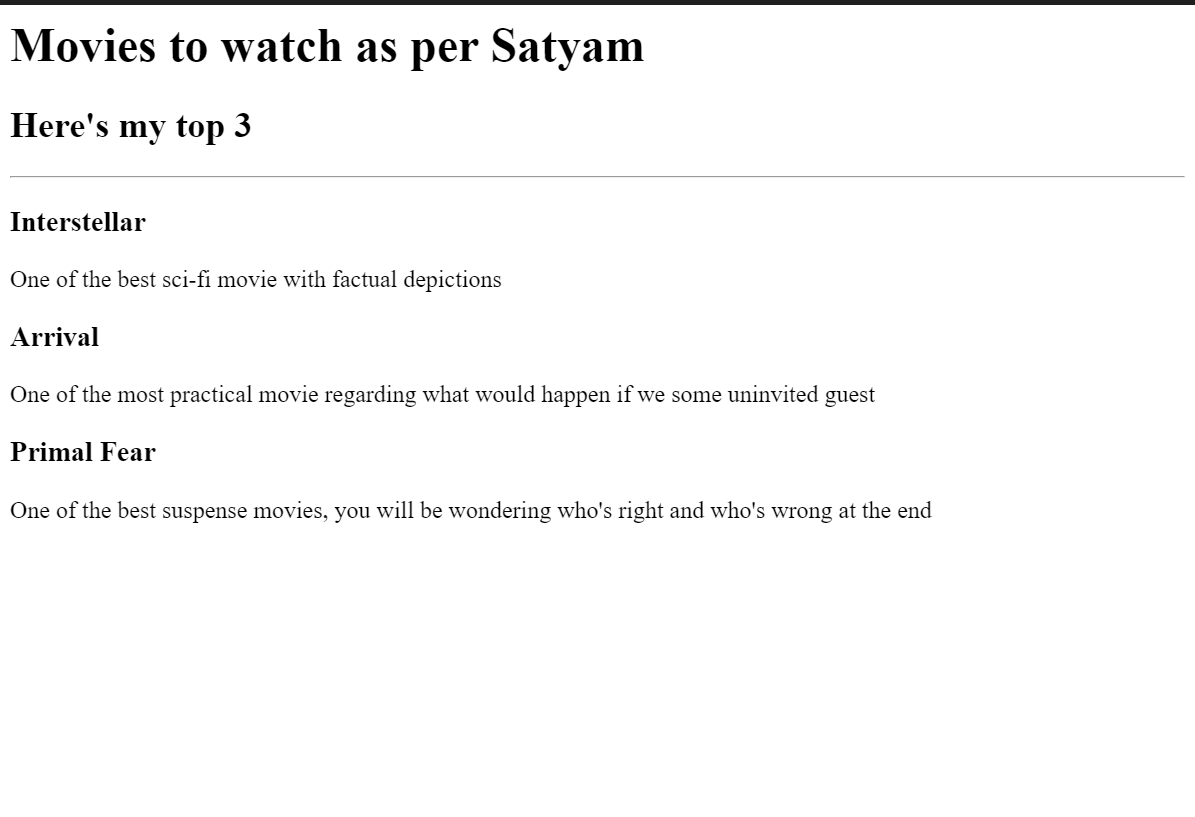 Movies to watch as per Satyam
Here's my top 3
Interstellar
One of the best sci-fi movie with factual depictions
Arrival
One of the most practical movie regarding what would happen if we some uninvited guest
Primal Fear
One of the best suspense movies, you will be wondering who's right and who's wrong at the end